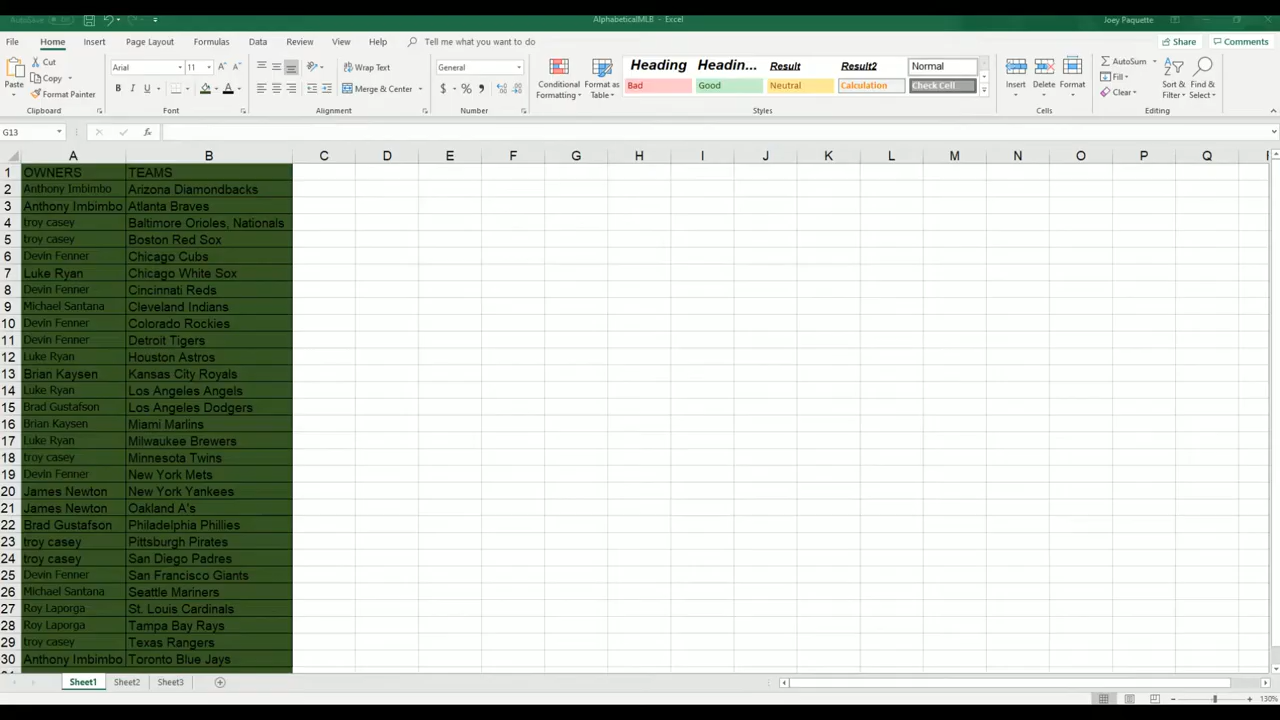 AutoSave Off AlphabeticalMLB - Excel Joey Paquette
File Home Insert Page Layout Formulas Data Review View Help Tell me what you want to do Share Comments
Paste Cut Copy Format Painter Clipboard
Arial 11 A A B I U A Font
Wrap Text Merge & Center Alignment
General $ % , Number
Conditional Formatting Format as Table
Heading Headin... Result Result2 Normal
Bad Good Neutral Calculation Check Cell
Styles
Insert Delete Format Cells
AutoSum Fill Clear Sort & Filter Find & Select Editing
G13 fx
A B C D E F G H I J K L M N O P Q
1 OWNERS TEAMS
2 Anthony Imbimbo Arizona Diamondbacks
3 Anthony Imbimbo Atlanta Braves
4 troy casey Baltimore Orioles, Nationals
5 troy casey Boston Red Sox
6 Devin Fenner Chicago Cubs
7 Luke Ryan Chicago White Sox
8 Devin Fenner Cincinnati Reds
9 Michael Santana Cleveland Indians
10 Devin Fenner Colorado Rockies
11 Devin Fenner Detroit Tigers
12 Luke Ryan Houston Astros
13 Brian Kaysen Kansas City Royals
14 Luke Ryan Los Angeles Angels
15 Brad Gustafson Los Angeles Dodgers
16 Brian Kaysen Miami Marlins
17 Luke Ryan Milwaukee Brewers
18 troy casey Minnesota Twins
19 Devin Fenner New York Mets
20 James Newton New York Yankees
21 James Newton Oakland A's
22 Brad Gustafson Philadelphia Phillies
23 troy casey Pittsburgh Pirates
24 troy casey San Diego Padres
25 Devin Fenner San Francisco Giants
26 Michael Santana Seattle Mariners
27 Roy Laporga St. Louis Cardinals
28 Roy Laporga Tampa Bay Rays
29 troy casey Texas Rangers
30 Anthony Imbimbo Toronto Blue Jays
Sheet1 Sheet2 Sheet3
130%